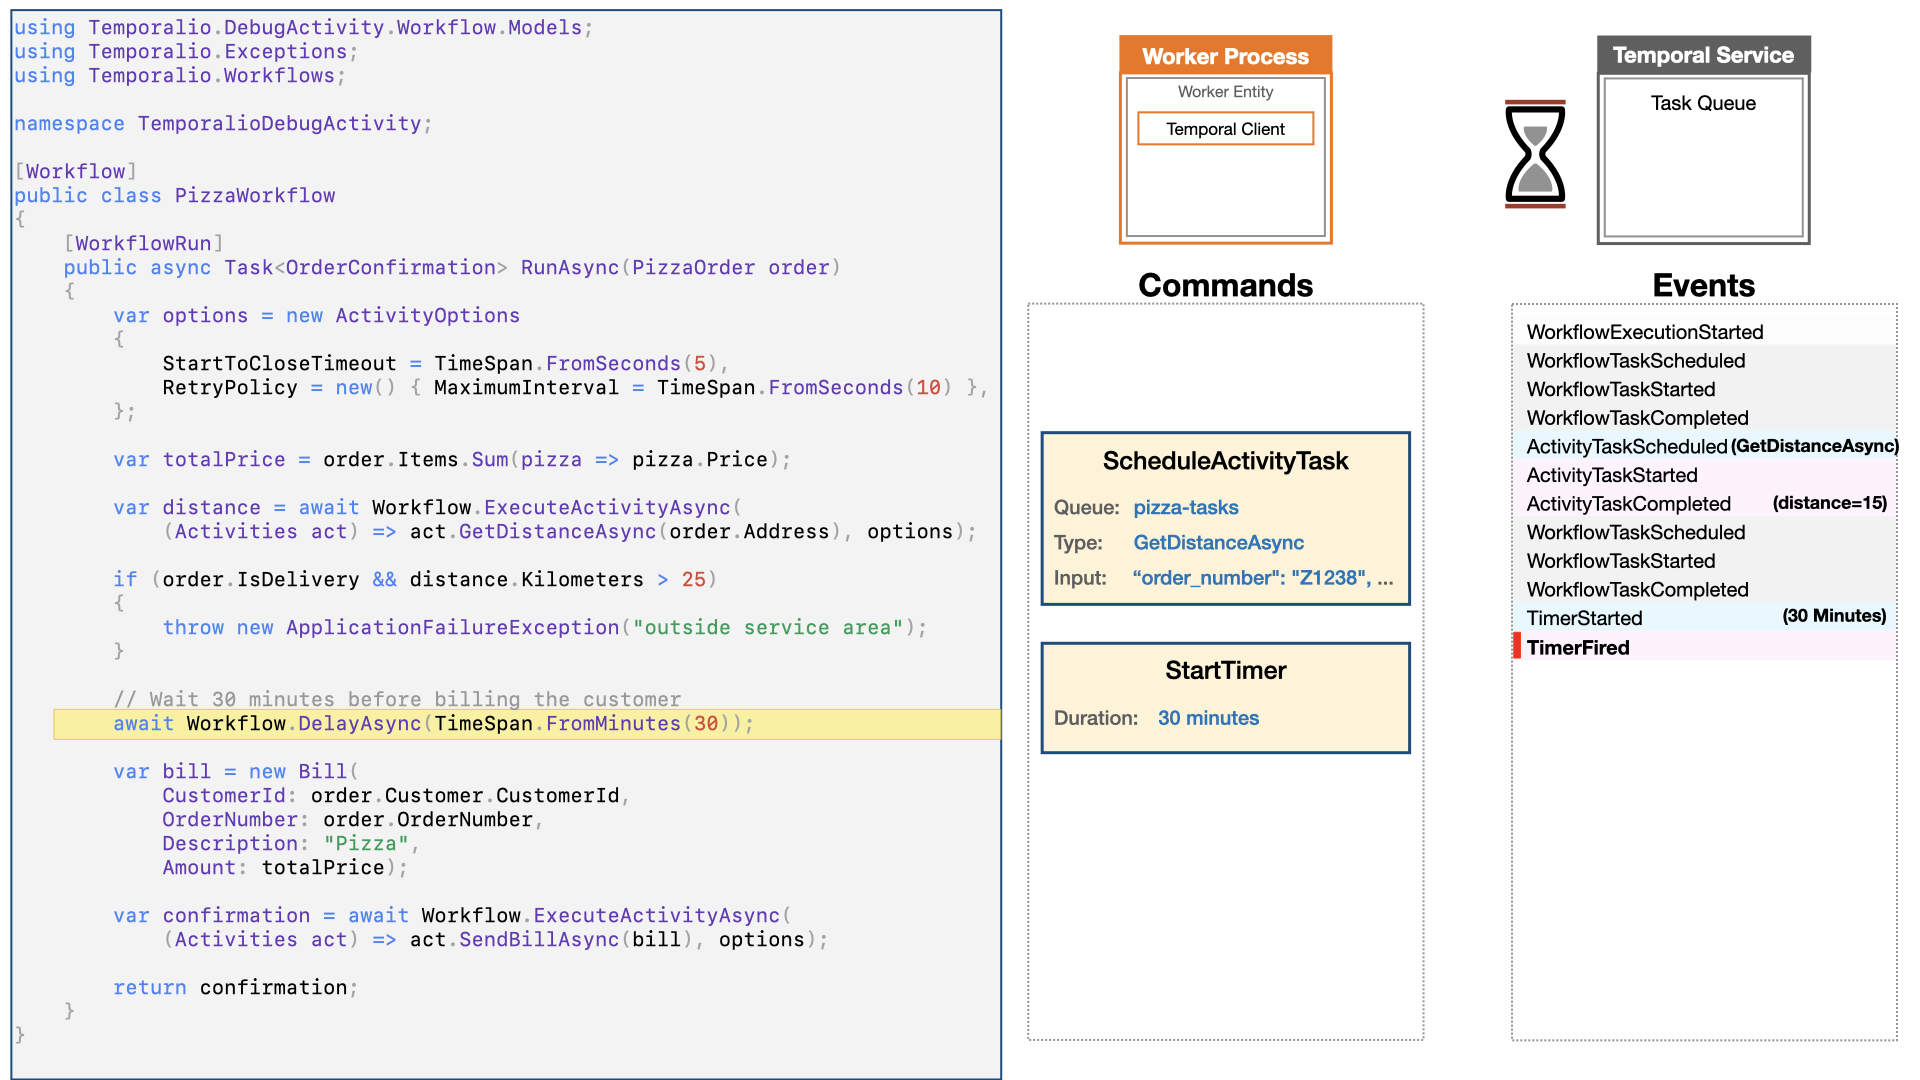 using Temporalio.DebugActivity.Workflow.Models;
using Temporalio.Exceptions;
using Temporalio.Workflows;
namespace TemporalioDebugActivity;
[Workflow]
public class PizzaWorkflow
{
[WorkflowRun]
public async Task<OrderConfirmation> RunAsync(PizzaOrder order)
{
var options = new ActivityOptions
{
StartToCloseTimeout = TimeSpan.FromSeconds(5),
RetryPolicy = new() { MaximumInterval = TimeSpan.FromSeconds(10) },
};
var totalPrice = order.Items.Sum(pizza => pizza.Price);
var distance = await Workflow.ExecuteActivityAsync(
(Activities act) => act.GetDistanceAsync(order.Address), options);
if (order.IsDelivery && distance.Kilometers > 25)
{
throw new ApplicationFailureException("outside service area");
}
// Wait 30 minutes before billing the customer
await Workflow.DelayAsync(TimeSpan.FromMinutes(30));
var bill = new Bill(
CustomerId: order.Customer.CustomerId,
OrderNumber: order.OrderNumber,
Description: "Pizza",
Amount: totalPrice);
var confirmation = await Workflow.ExecuteActivityAsync(
(Activities act) => act.SendBillAsync(bill), options);
return confirmation;
}
}
Worker Process
Worker Entity
Temporal Client
Temporal Service
Task Queue
Commands
ScheduleActivityTask
Queue: pizza-tasks
Type: GetDistanceAsync
Input: “order_number": "Z1238", ...
StartTimer
Duration: 30 minutes
Events
WorkflowExecutionStarted
WorkflowTaskScheduled
WorkflowTaskStarted
WorkflowTaskCompleted
ActivityTaskScheduled (GetDistanceAsync)
ActivityTaskStarted
ActivityTaskCompleted (distance=15)
WorkflowTaskScheduled
WorkflowTaskStarted
WorkflowTaskCompleted
TimerStarted (30 Minutes)
TimerFired